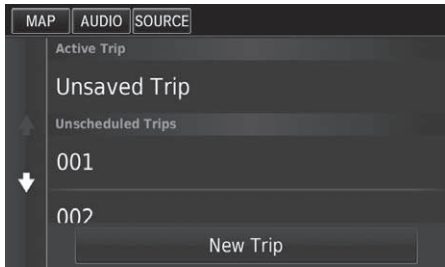 MAP AUDIO SOURCE
Active Trip
Unsaved Trip
Unscheduled Trips
001
002
New Trip